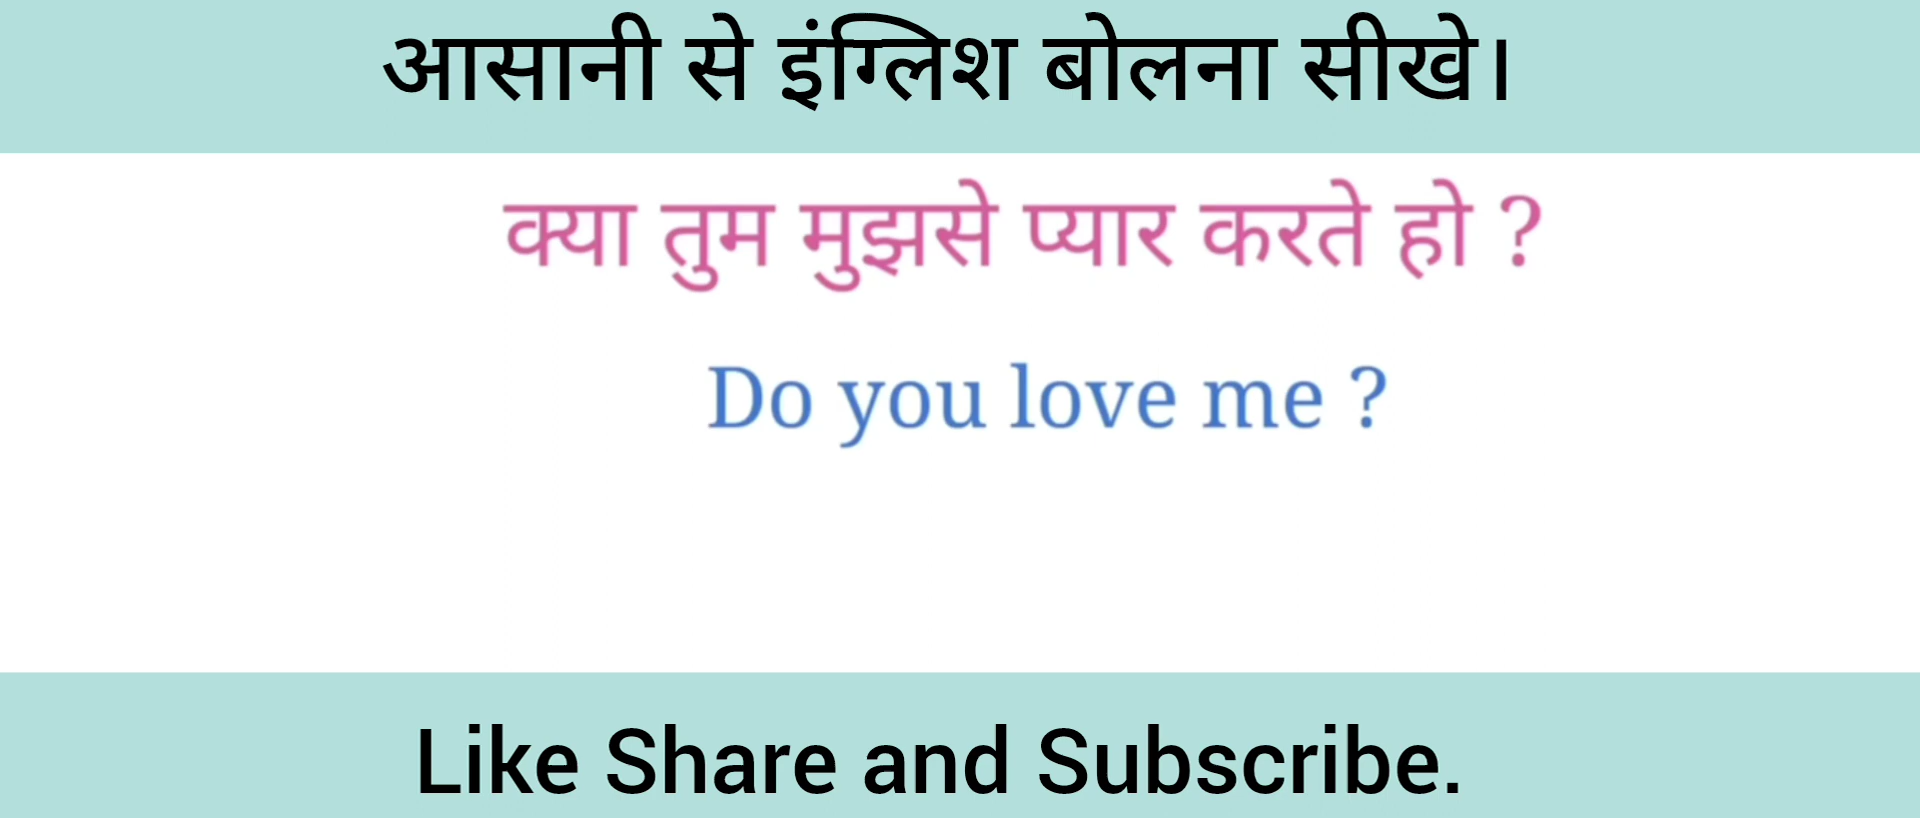 आसानी से इंग्लिश बोलना सीखे।
क्या तुम मुझसे प्यार करते हो ?
Do you love me ?
Like Share and Subscribe.